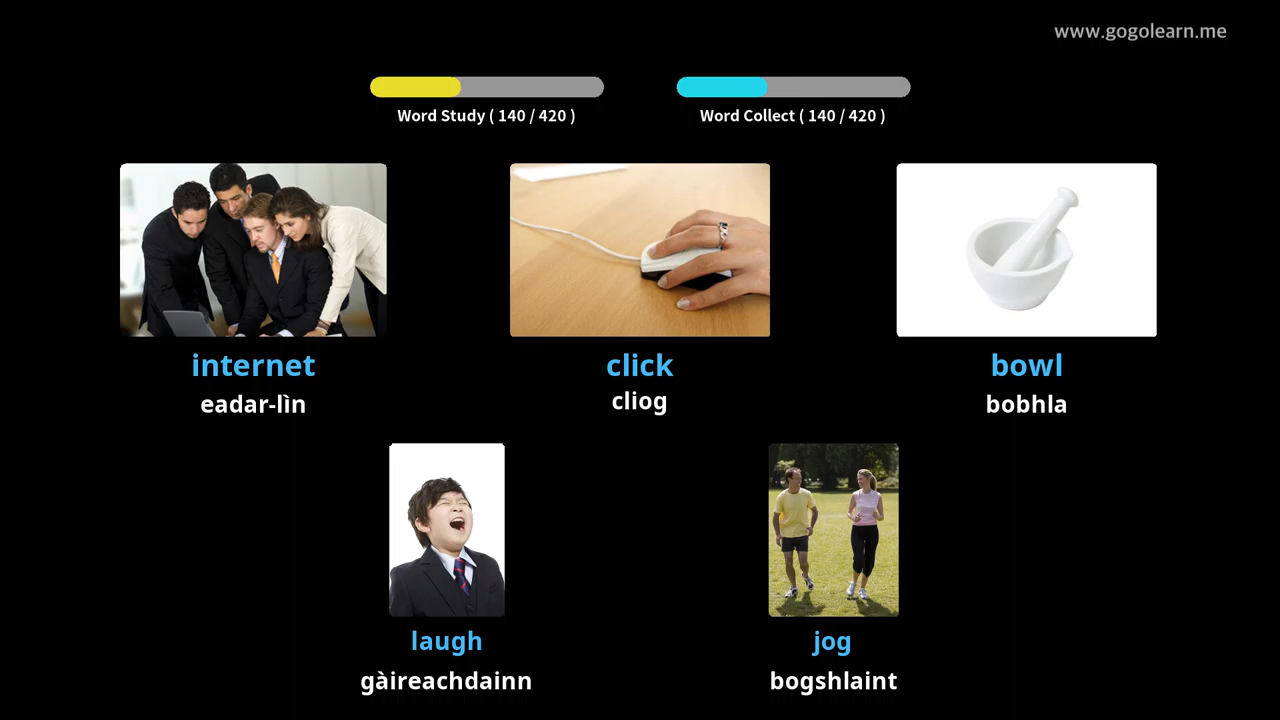 www.gogolearn.me
Word Study ( 140 / 420 )
Word Collect ( 140 / 420 )
internet
eadar-lìn
click
cliog
bowl
bobhla
laugh
gàireachdainn
jog
bogshlaint